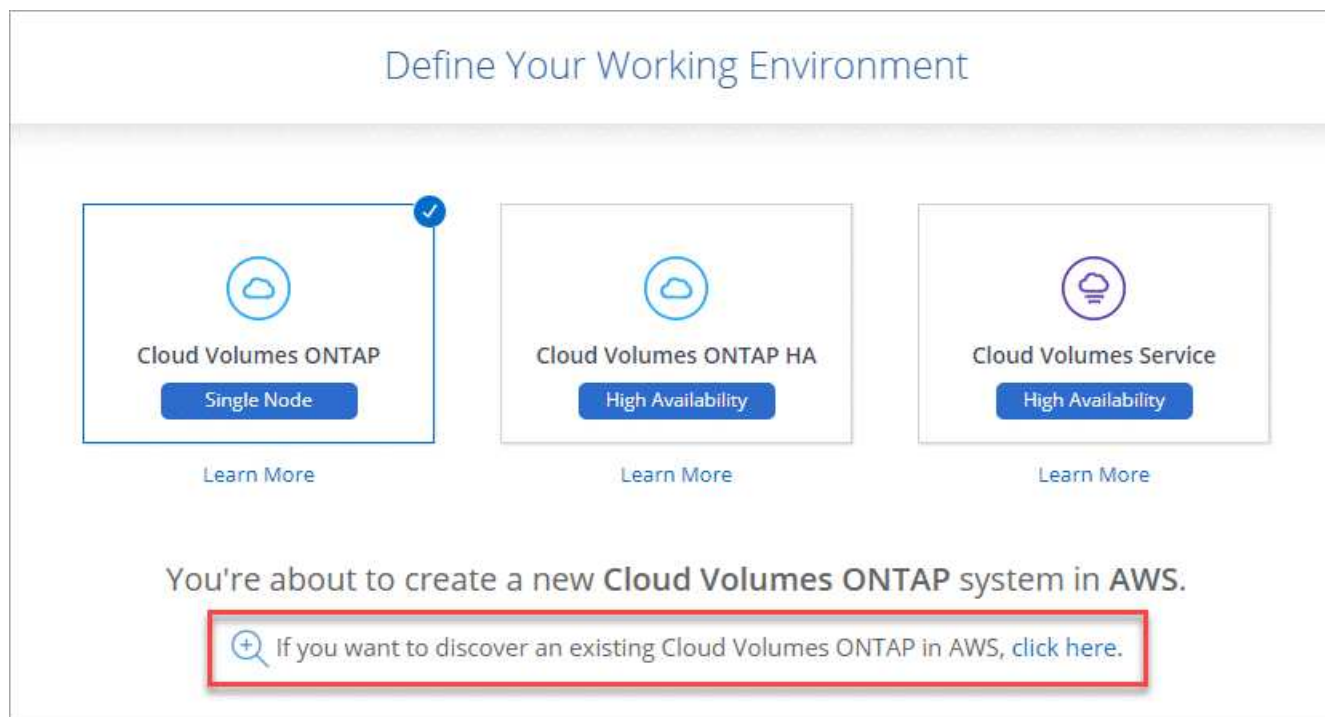 Define Your Working Environment
Cloud Volumes ONTAP
Single Node
Learn More
Cloud Volumes ONTAP HA
High Availability
Learn More
Cloud Volumes Service
High Availability
Learn More
You're about to create a new Cloud Volumes ONTAP system in AWS.
If you want to discover an existing Cloud Volumes ONTAP in AWS, click here.